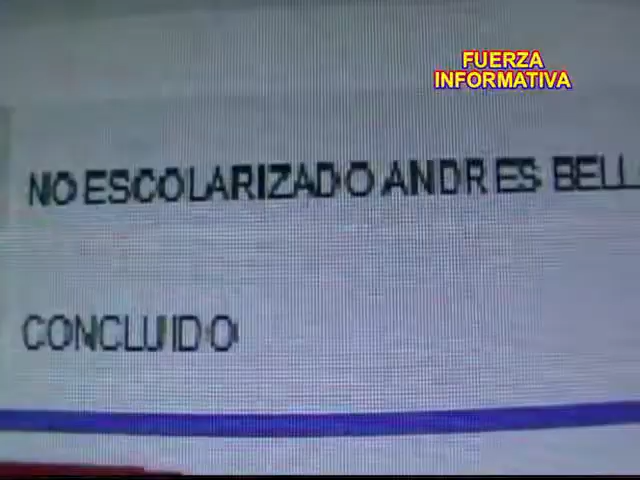 FUERZA
INFORMATIVA
NO ESCOLARIZADO ANDRES BELL
CONCLUIDO